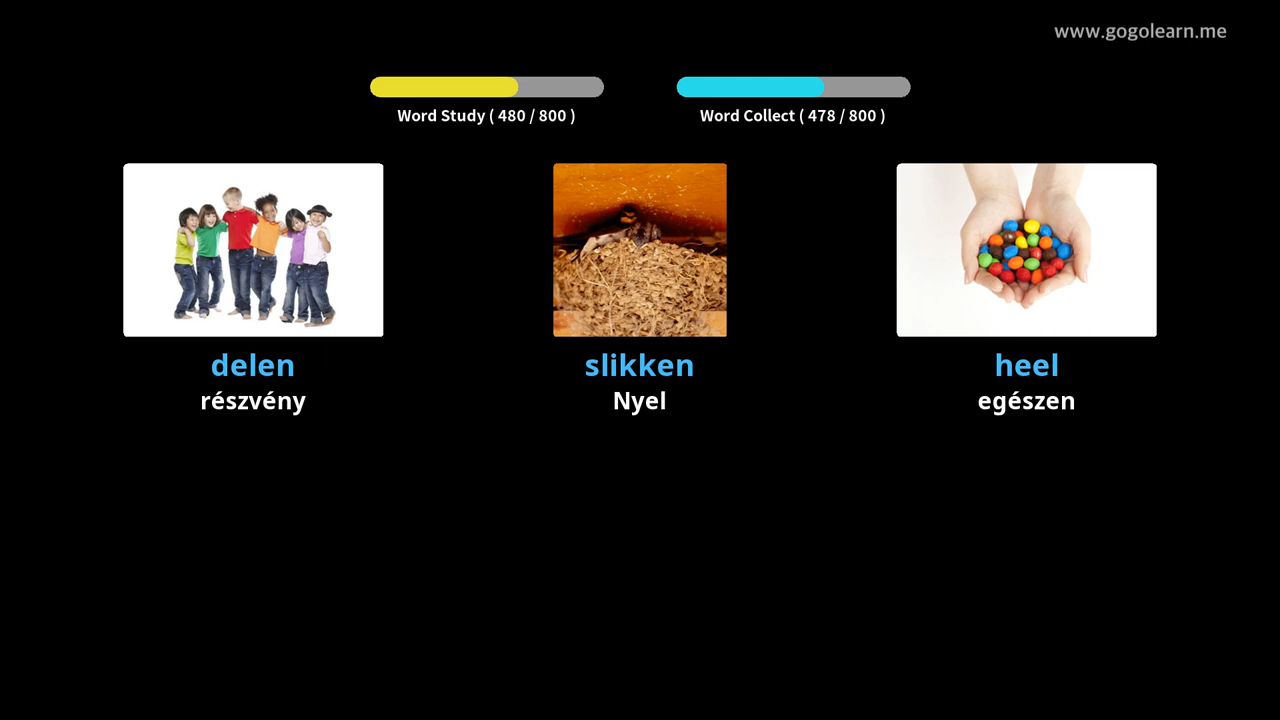 www.gogolearn.me
Word Study ( 480 / 800 )
Word Collect ( 478 / 800 )
delen
slikken
heel
részvény
Nyel
egészen